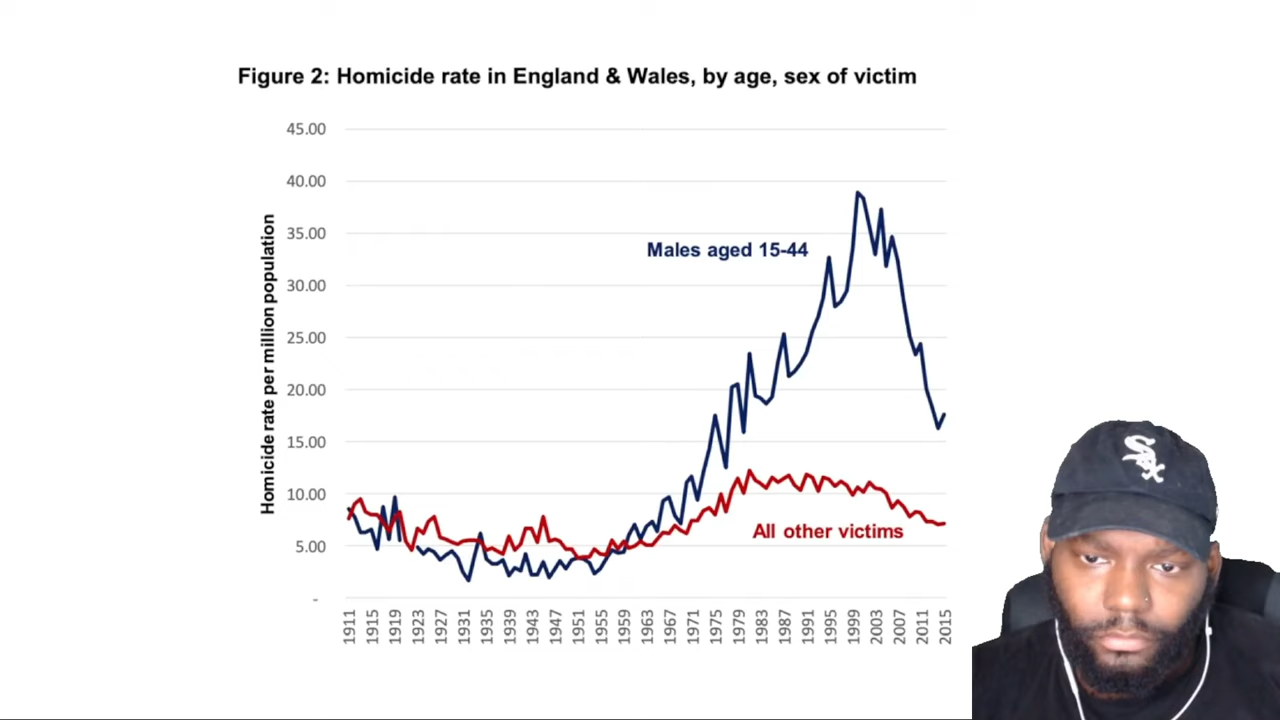 Figure 2: Homicide rate in England & Wales, by age, sex of victim
Homicide rate per million population
45.00
40.00
35.00
30.00
25.00
20.00
15.00
10.00
5.00
-
Males aged 15-44
All other victims
1911 1915 1919 1923 1927 1931 1935 1939 1943 1947 1951 1955 1959 1963 1967 1971 1975 1979 1983 1987 1991 1995 1999 2003 2007 2011 2015
Sox